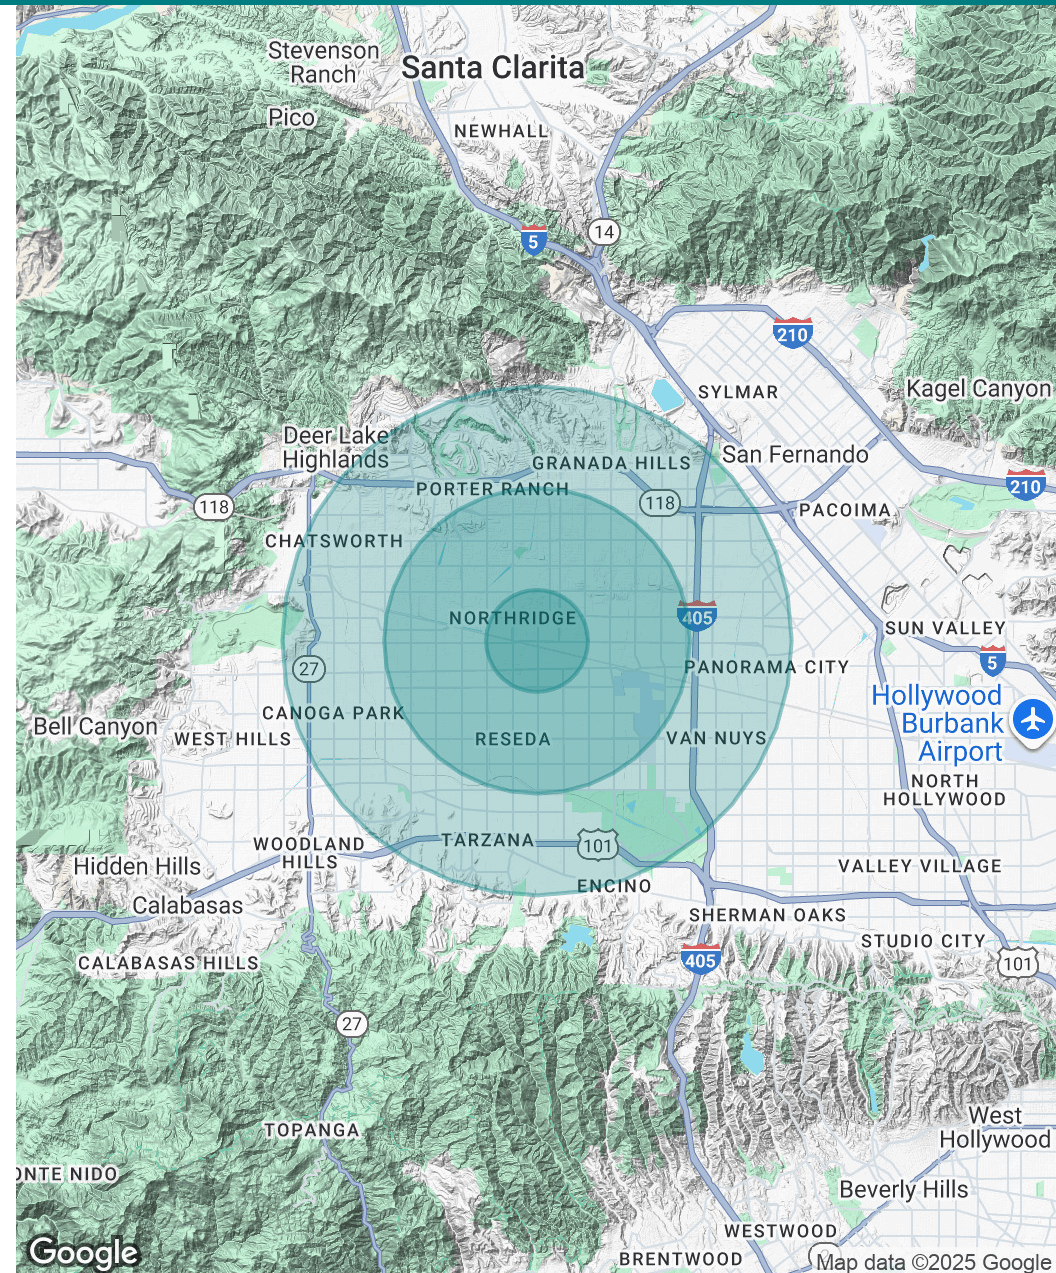 Stevenson
Ranch
Santa Clarita
Pico
NEWHALL
14
5
210
SYLMAR
Kagel Canyon
Deer Lake
Highlands
San Fernando
GRANADA HILLS
PORTER RANCH
210
118
118
PACOIMA
CHATSWORTH
NORTHRIDGE
405
SUN VALLEY
5
27
PANORAMA CITY
Hollywood
Burbank
Airport
CANOGA PARK
Bell Canyon
WEST HILLS
RESEDA
VAN NUYS
NORTH
HOLLYWOOD
WOODLAND
HILLS
TARZANA
101
Hidden Hills
VALLEY VILLAGE
ENCINO
Calabasas
SHERMAN OAKS
STUDIO CITY
CALABASAS HILLS
405
101
27
TOPANGA
West
Hollywood
ONTE NIDO
Beverly Hills
WESTWOOD
BRENTWOOD
Google
Map data ©2025 Google